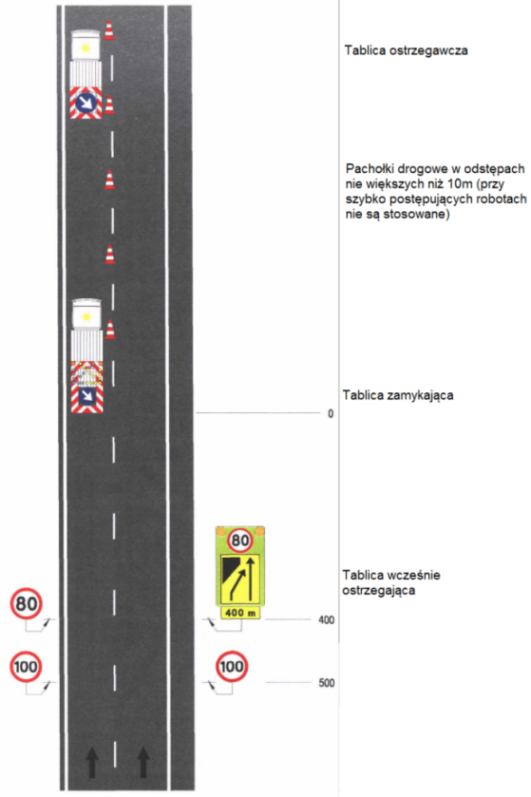 Tablica ostrzegawcza
Pachołki drogowe w odstępach
nie większych niż 10m (przy
szybko postępujących robotach
nie są stosowane)
Tablica zamykająca
0
80
Tablica wcześnie
ostrzegająca
80
400 m
400
100
100
500